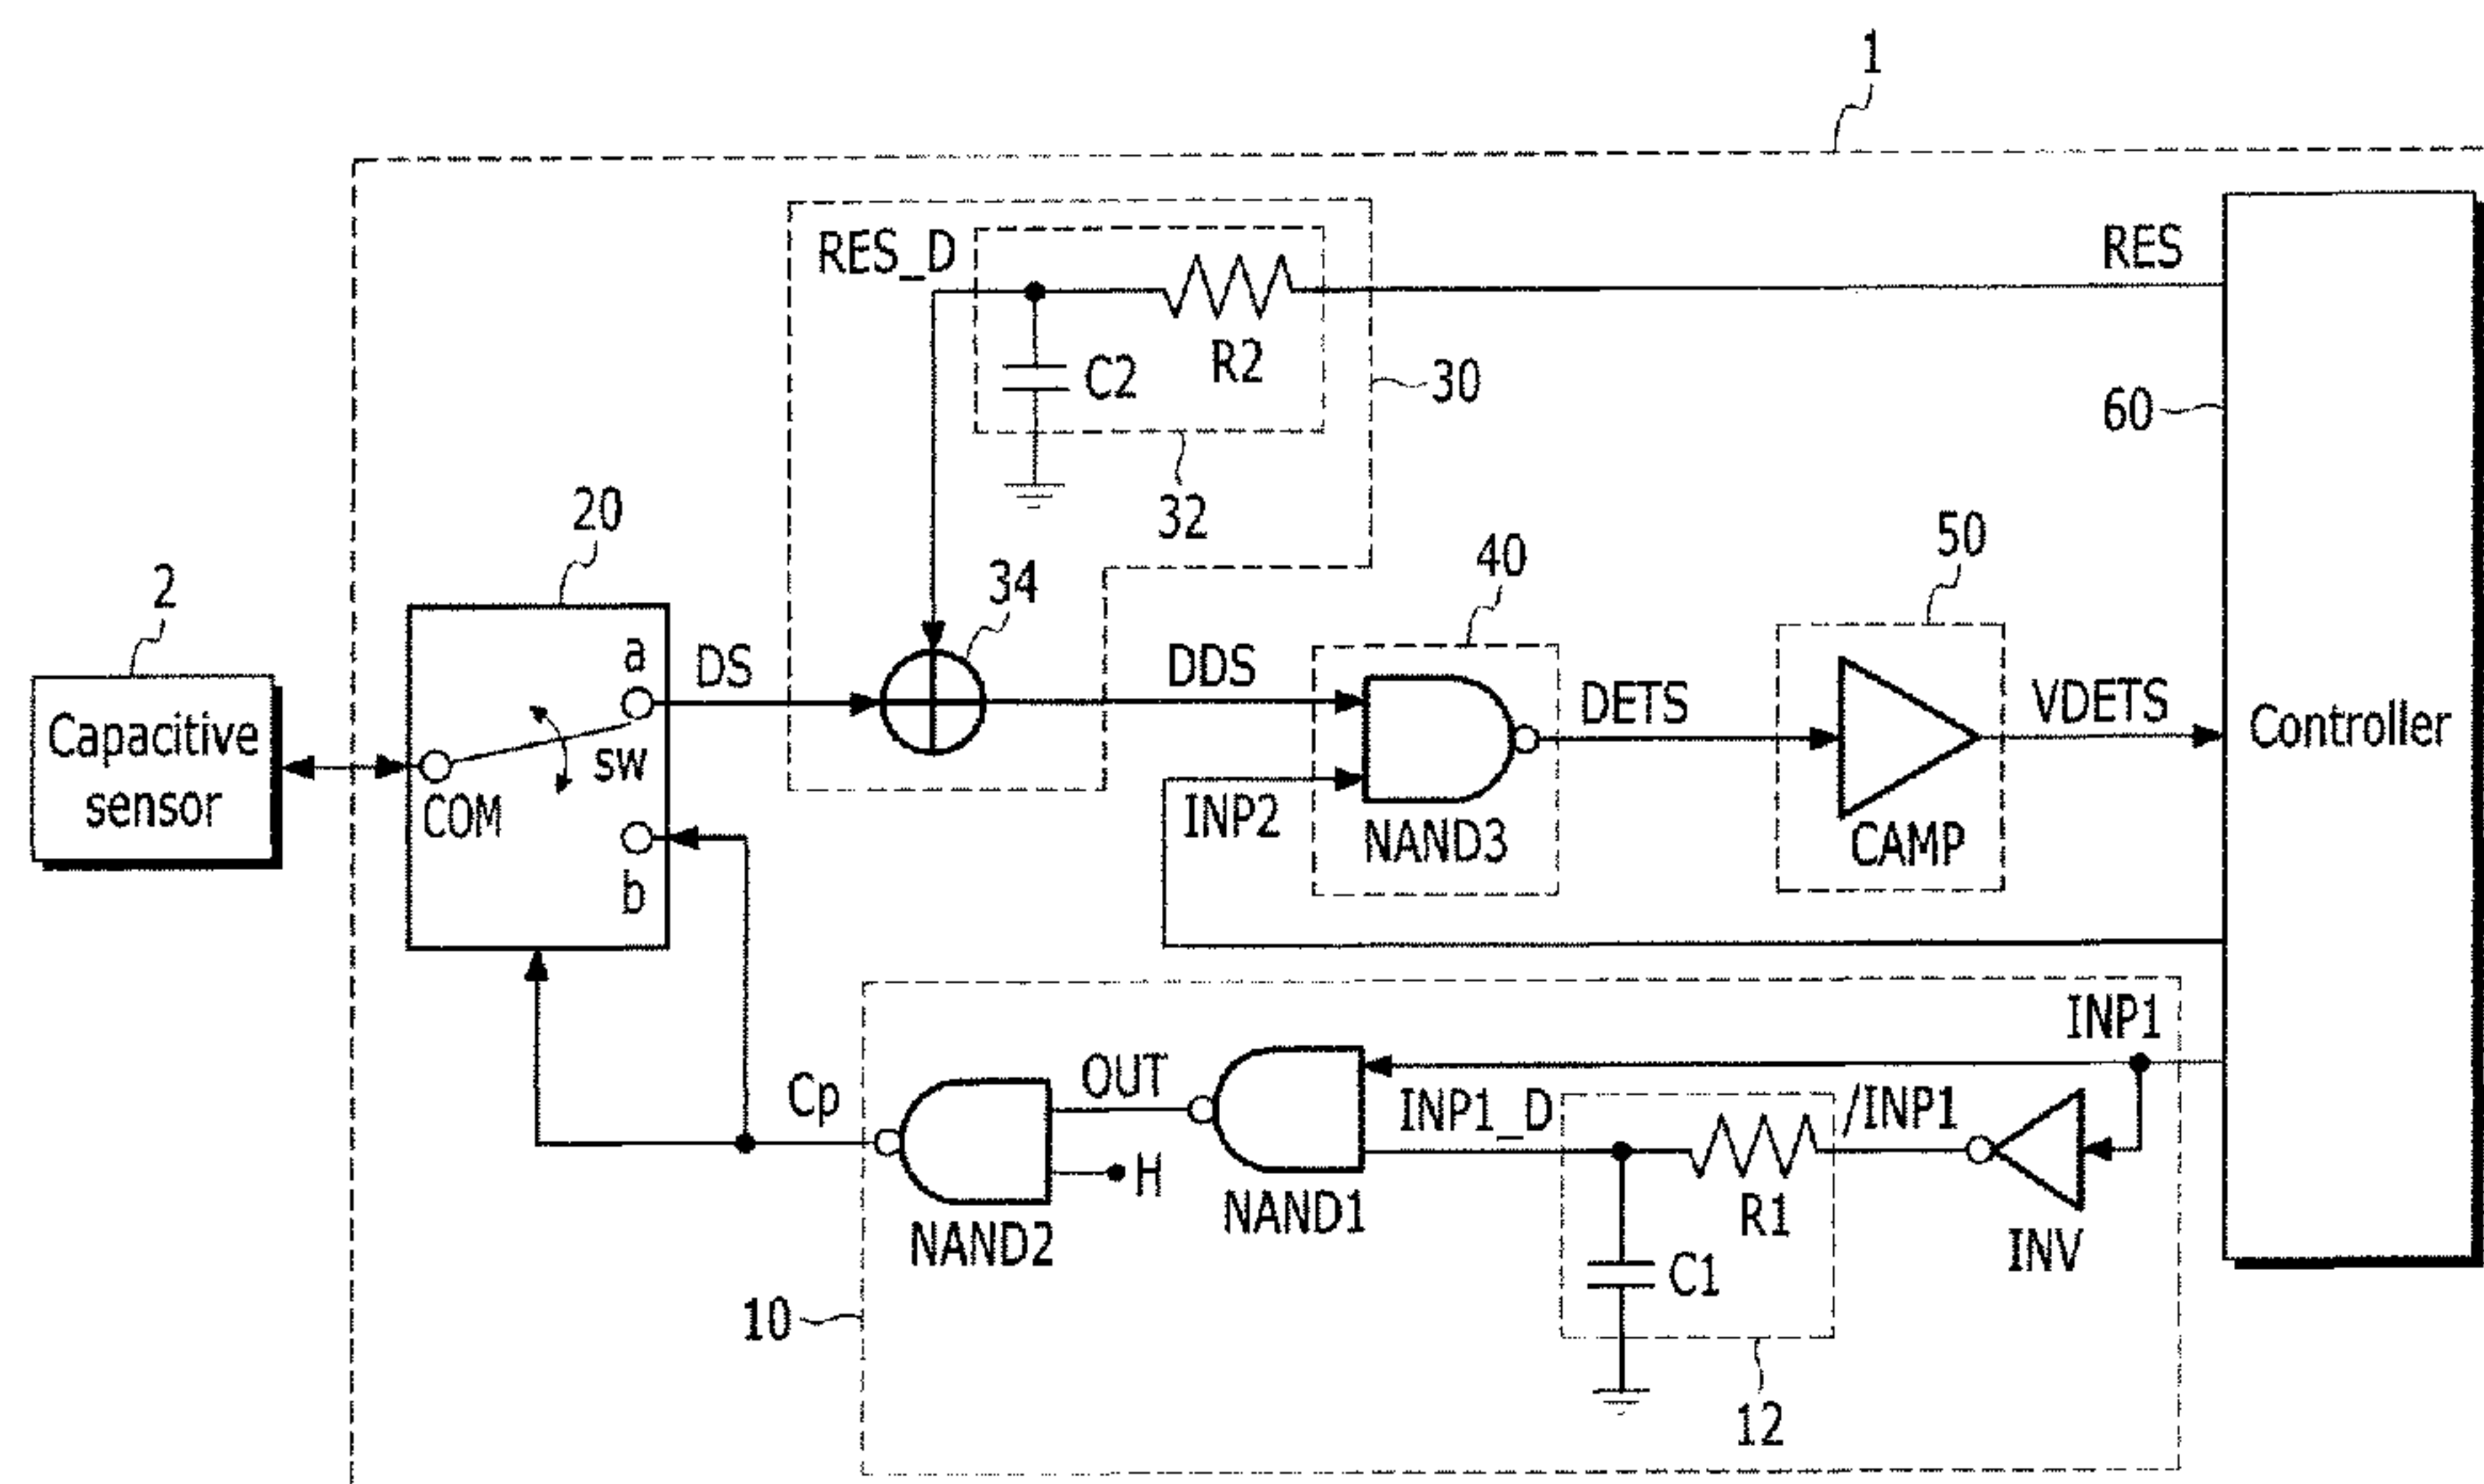 1
RES_D
RES
R2
C2
30
60
32
20
34
40
50
2
a
DS
DDS
DETS
VDETS
Controller
Capacitive
sensor
sw
COM
INP2
NAND3
CAMP
b
INP1
Cp
OUT
INP1_D
/INP1
H
NAND2
NAND1
R1
INV
C1
10
12